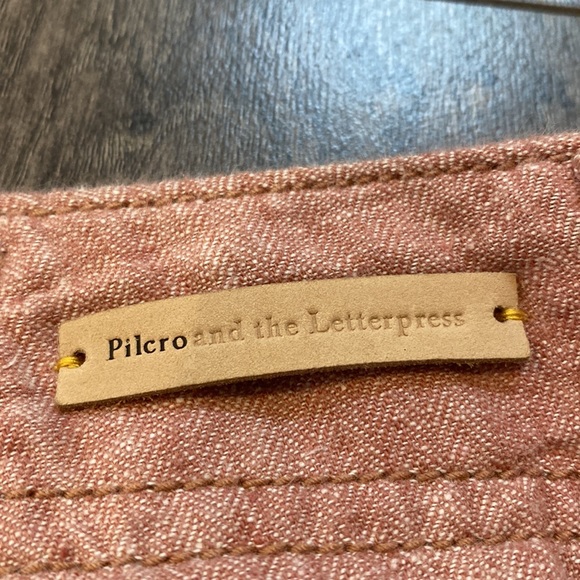 Pilcro and the Letterpress